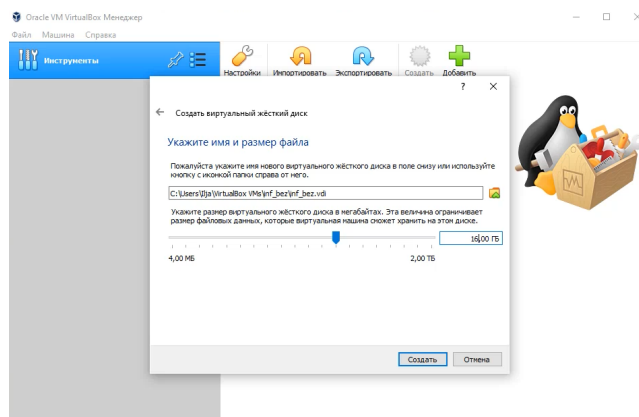 Oracle VM VirtualBox Менеджер
Файл Машина Справка
Инструменты
Настройки Импортировать Экспортировать Создать Добавить
? 
Создать виртуальный жёсткий диск
Укажите имя и размер файла
Пожалуйста укажите имя нового виртуального жёсткого диска в поле снизу или используйте
кнопку с иконкой папки справа от него.
C:\Users\Ilja\VirtualBox VMs\inf_bez\inf_bez.vdi
Укажите размер виртуального жёсткого диска в мегабайтах. Эта величина ограничивает
размер файловых данных, которые виртуальная машина сможет хранить на этом диске.
16,00 ГБ
4,00 МБ 2,00 ТБ
Создать Отмена